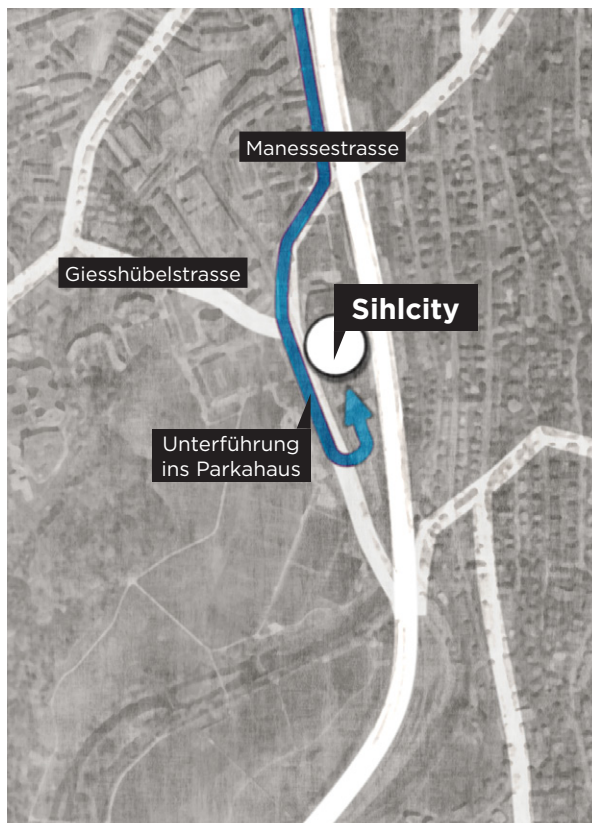 Manessestrasse
Giesshübelstrasse
Sihlcity
Unterführung
ins Parkahaus